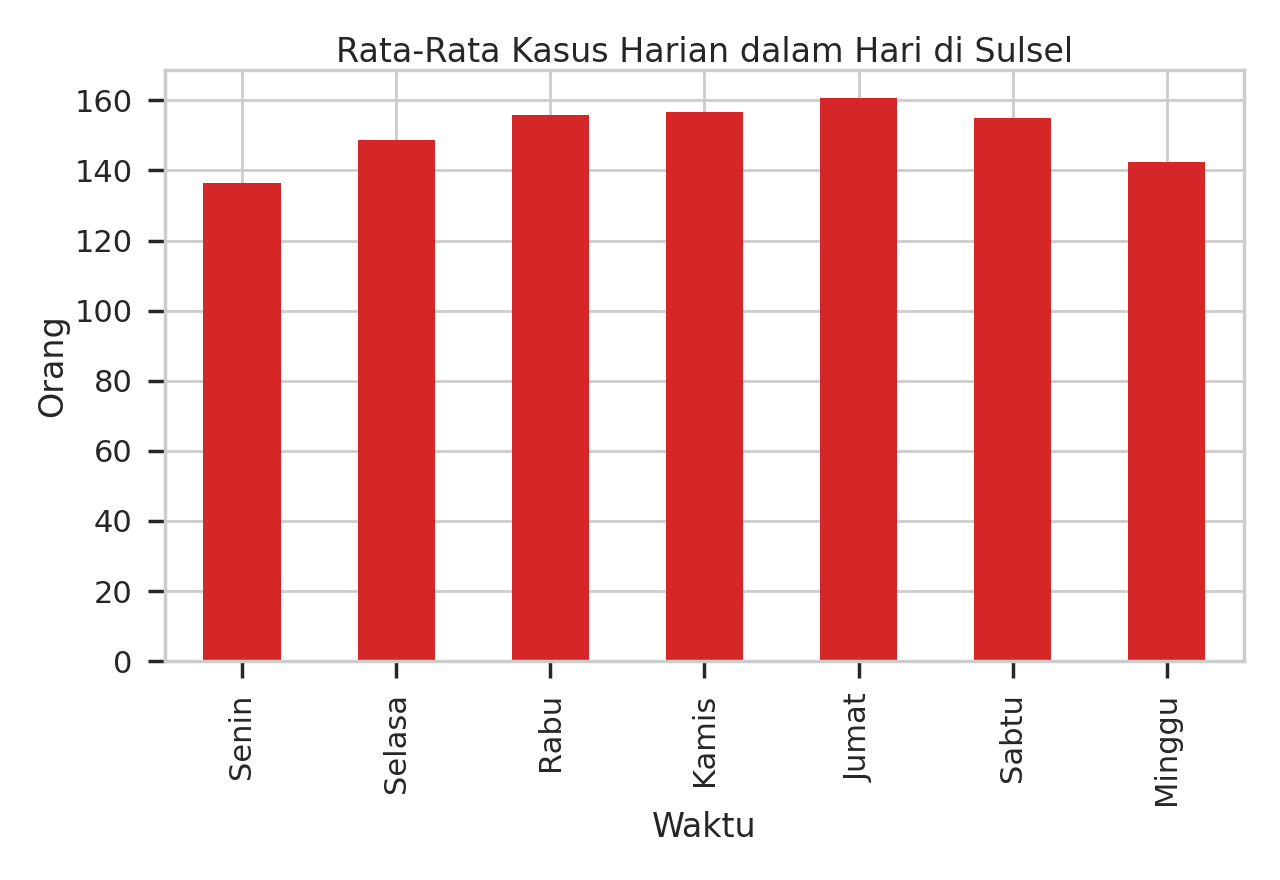 Rata-Rata Kasus Harian dalam Hari di Sulsel
160
140
120
100
80
60
40
20
0
Orang
Senin
Selasa
Rabu
Kamis
Jumat
Sabtu
Minggu
Waktu